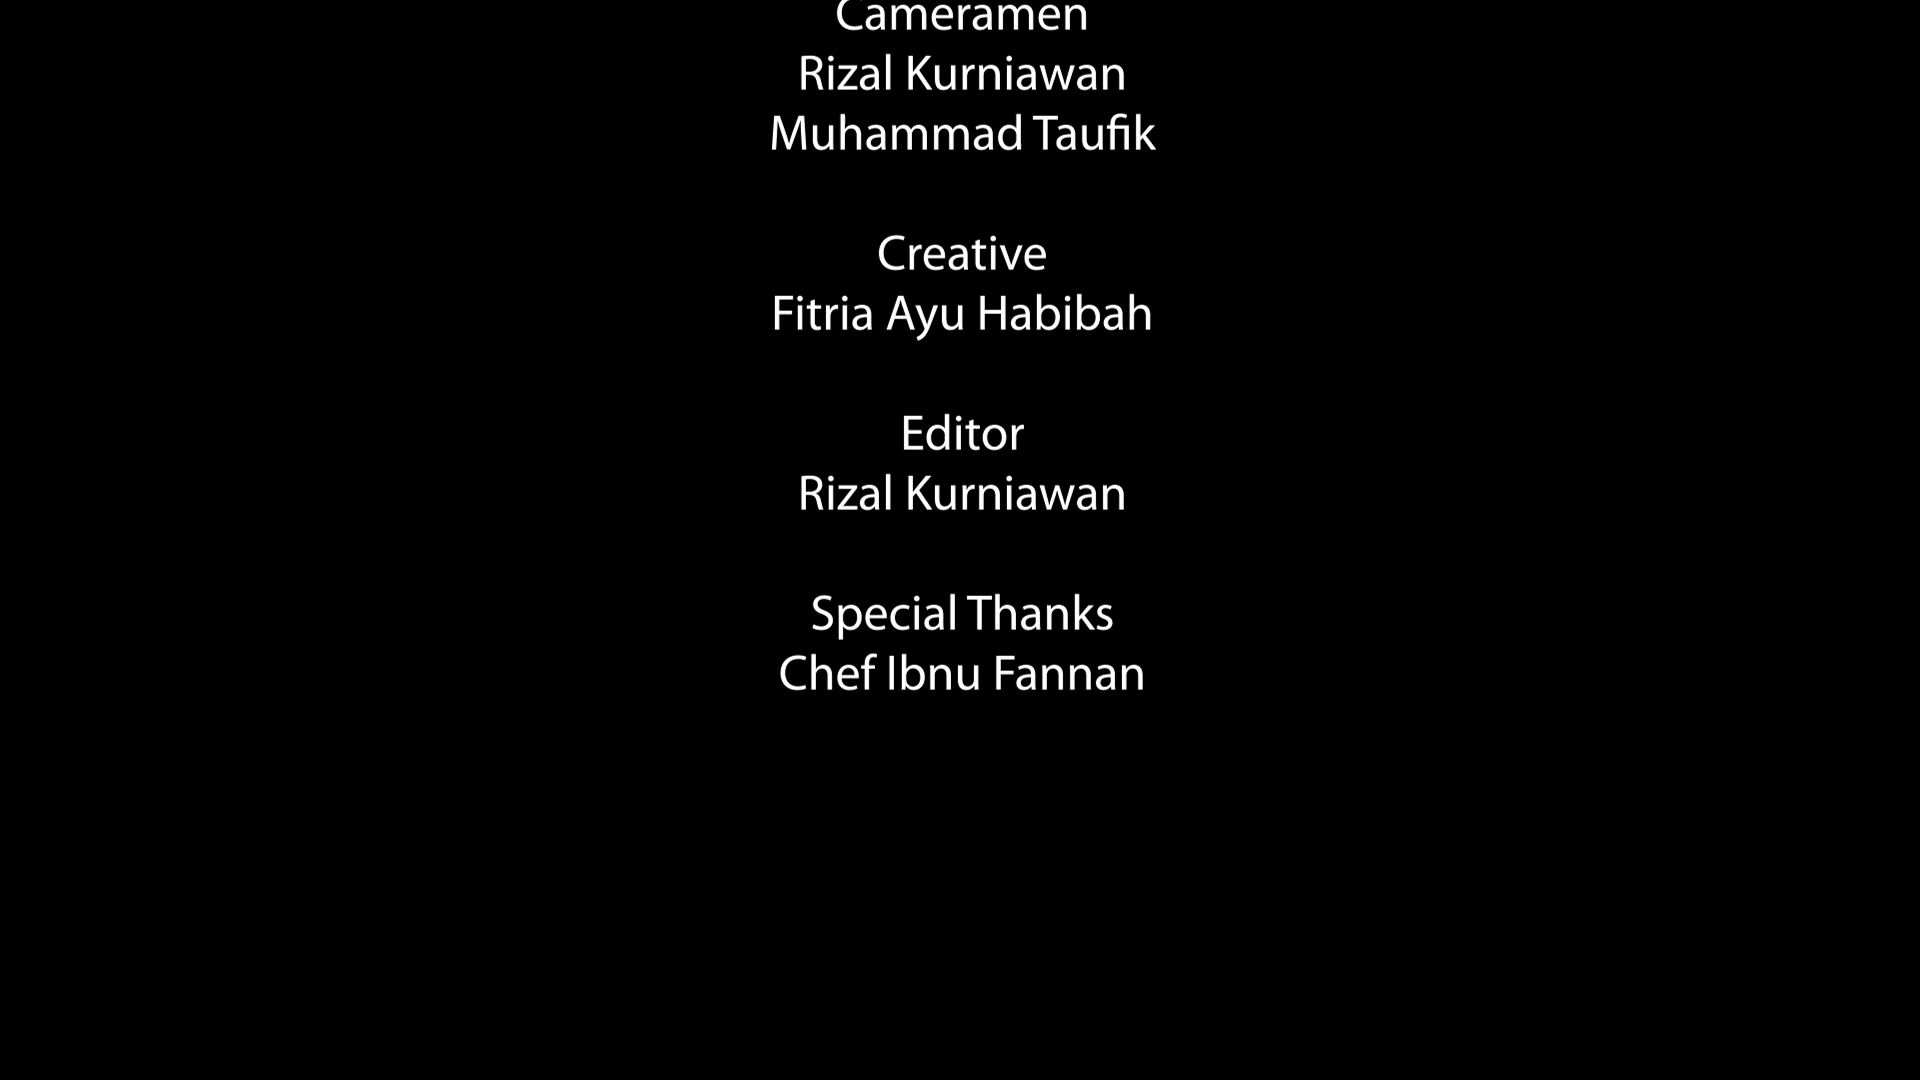 Cameramen
Rizal Kurniawan
Muhammad Taufik
Creative
Fitria Ayu Habibah
Editor
Rizal Kurniawan
Special Thanks
Chef Ibnu Fannan